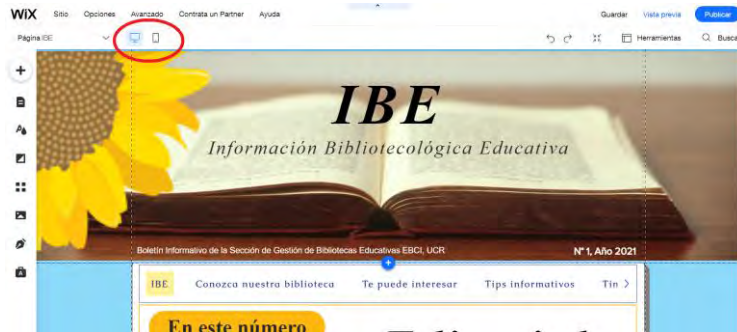 WiX Sitio Opciones Avanzado Contrata un Partner Ayuda Guardar Vista previa Publicar
Página IBE Herramientas Busca
IBE
Información Bibliotecológica Educativa
Boletín Informativo de la Sección de Gestión de Bibliotecas Educativas EBCI, UCR N°1, Año 2021
IBE Conozca nuestra biblioteca Te puede interesar Tips informativos Tin >
En este número